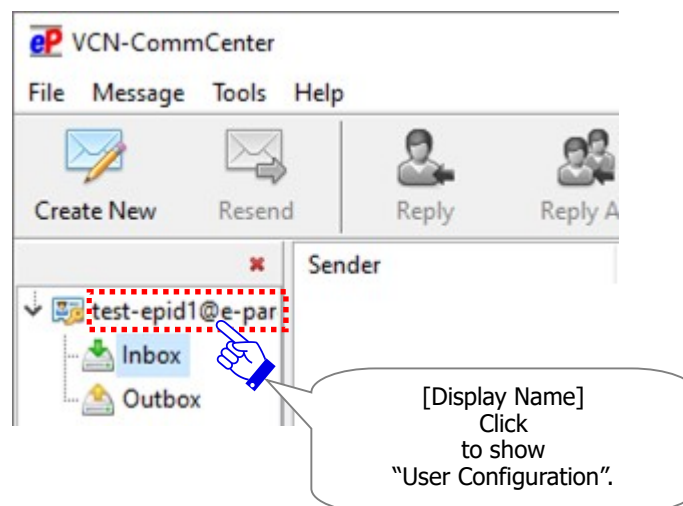 eP VCN-CommCenter
File Message Tools Help
Create New Resend Reply Reply A
Sender
test-epid1@e-par
Inbox
Outbox
[Display Name]
Click
to show
“User Configuration”.